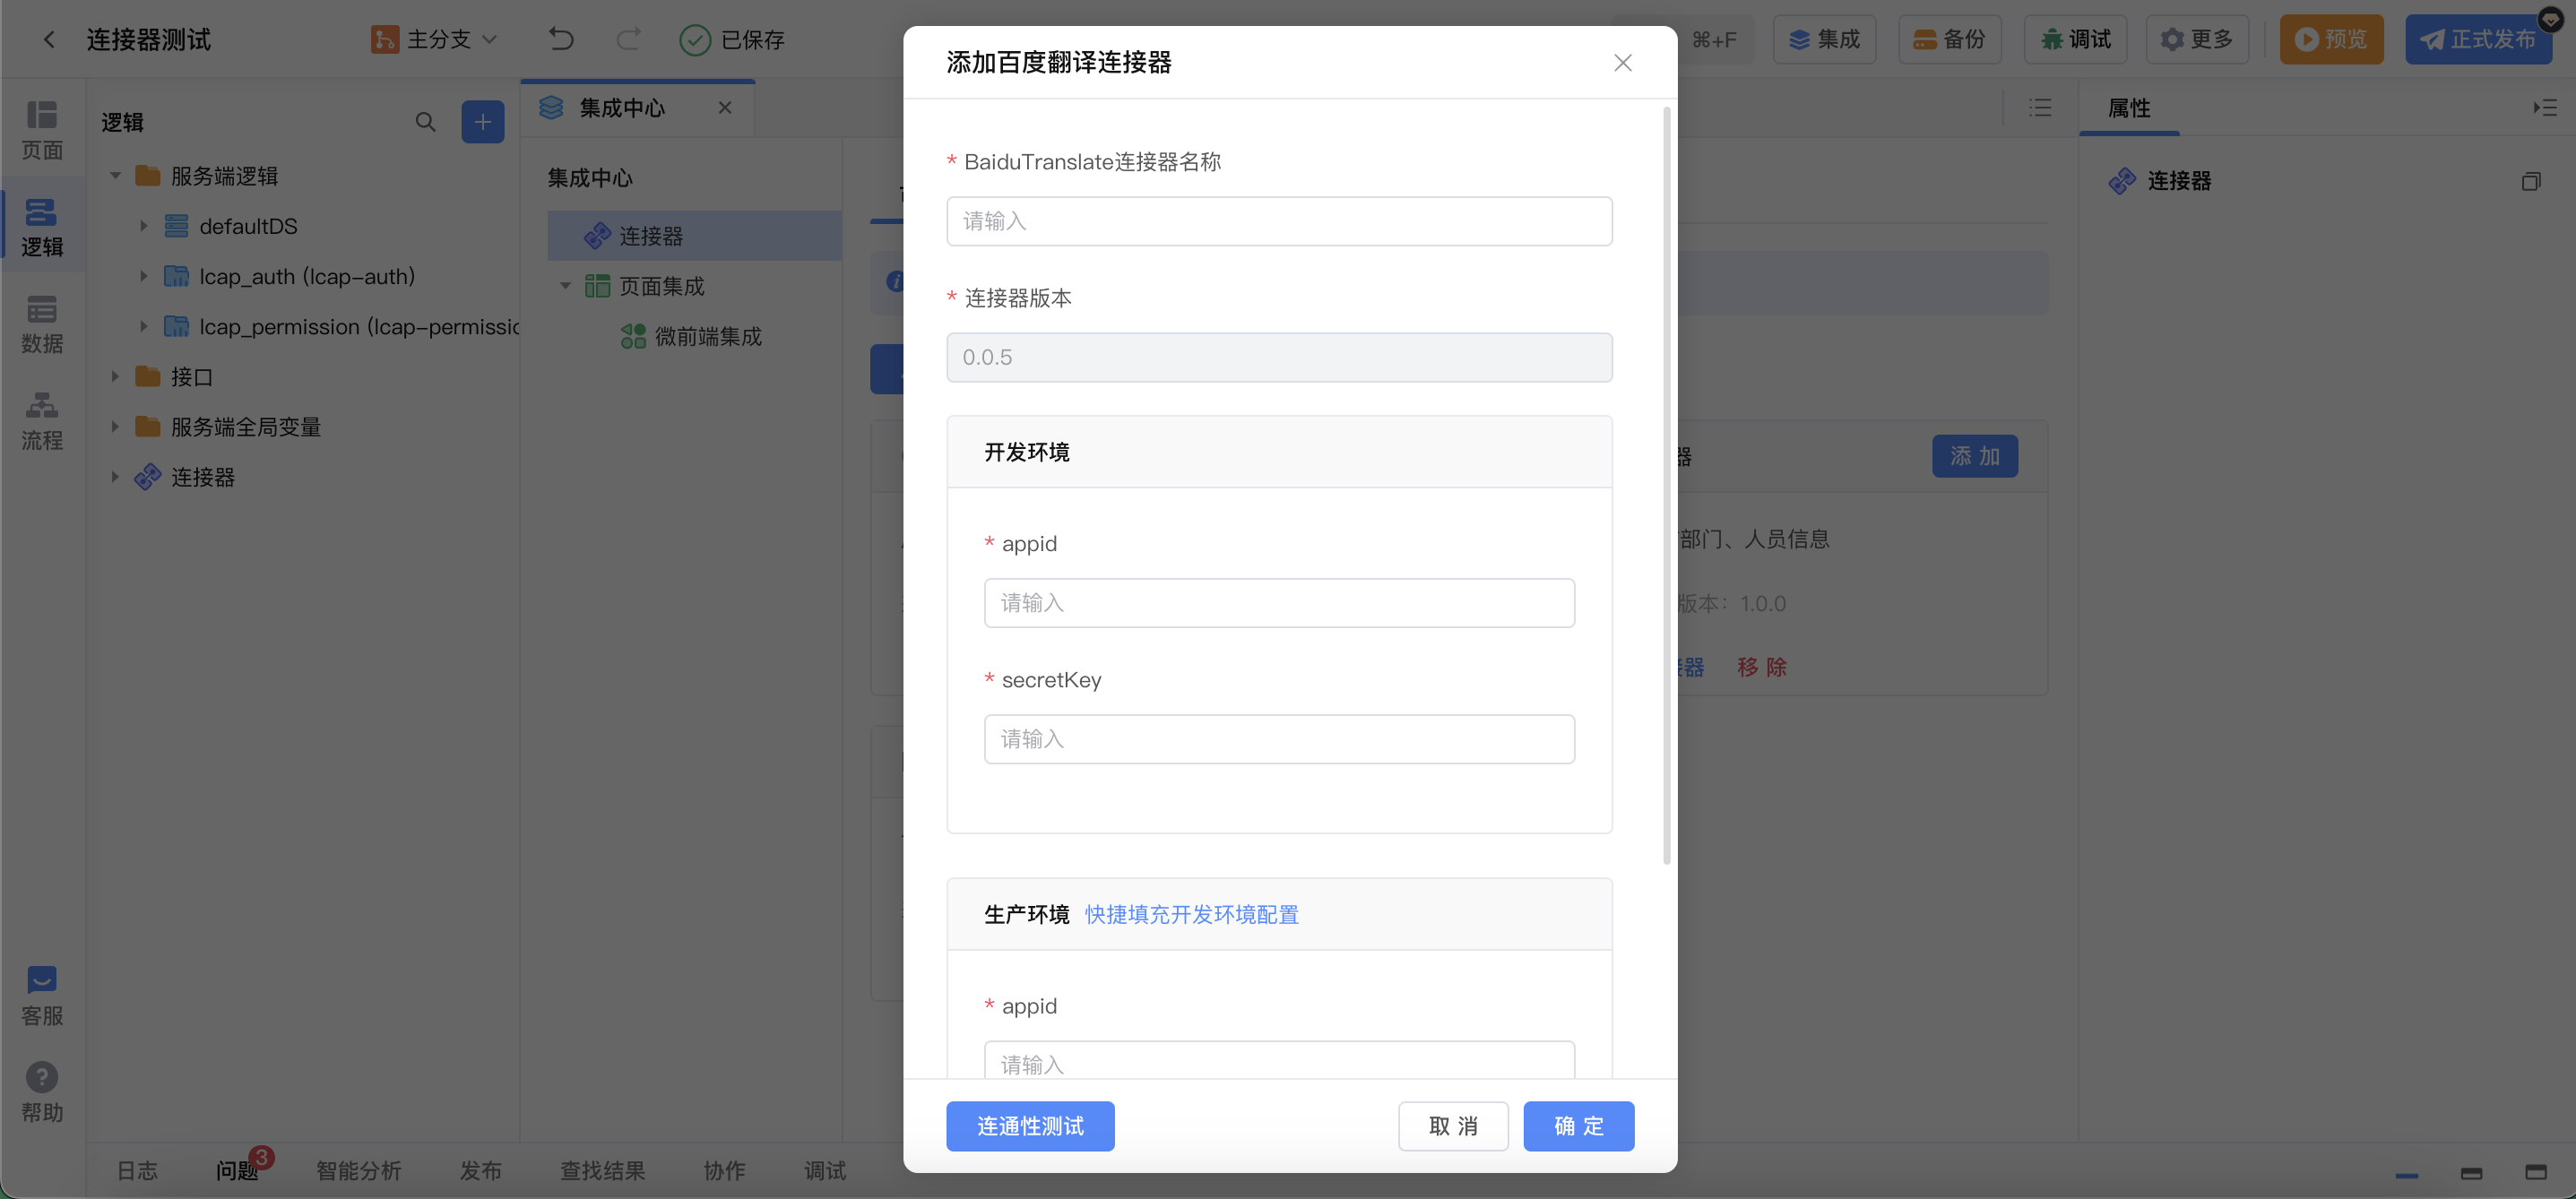 连接器测试
主分支
已保存
⌘+F
集成
备份
调试
更多
预览
正式发布
页面
逻辑
数据
流程
客服
帮助
逻辑
服务端逻辑
defaultDS
lcap_auth (lcap-auth)
lcap_permission (lcap-permissic
接口
服务端全局变量
连接器
集成中心
集成中心
连接器
页面集成
微前端集成
添加百度翻译连接器
* BaiduTranslate连接器名称
请输入
* 连接器版本
0.0.5
开发环境
* appid
请输入
* secretKey
请输入
生产环境 快捷填充开发环境配置
* appid
请输入
连通性测试
取 消
确 定
器
添 加
部门、人员信息
版本：1.0.0
器
移 除
属性
连接器
日志
问题
3
智能分析
发布
查找结果
协作
调试